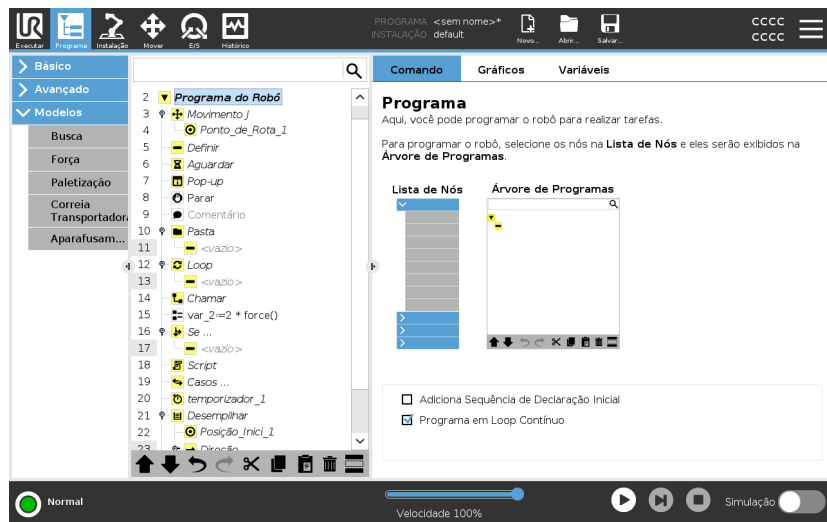 PROGRAMA <sem nome>*
INSTALAÇÃO default
Executar
Programa
Instalação
Mover
E/S
Histórico
Novo...
Abrir...
Salvar...
CCCC
CCCC
Básico
Avançado
Modelos
Busca
Força
Paletização
Correia
Transportadora
Aparafusam...
2 Programa do Robô
3 Movimento J
4 Ponto_de_Rota_1
5 Definir
6 Aguardar
7 Pop-up
8 Parar
9 Comentário
10 Pasta
11 <vazio>
12 Loop
13 <vazio>
14 Chamar
15 var_2:=2 * force()
16 Se ...
17 <vazio>
18 Script
19 Casos ...
20 temporizador_1
21 Desempilhar
22 Posição_Inici_1
23 Direção
Comando
Gráficos
Variáveis
Programa
Aqui, você pode programar o robô para realizar tarefas.
Para programar o robô, selecione os nós na Lista de Nós e eles serão exibidos na
Árvore de Programas.
Lista de Nós
Árvore de Programas
Adiciona Sequência de Declaração Inicial
Programa em Loop Contínuo
Normal
Velocidade 100%
Simulação